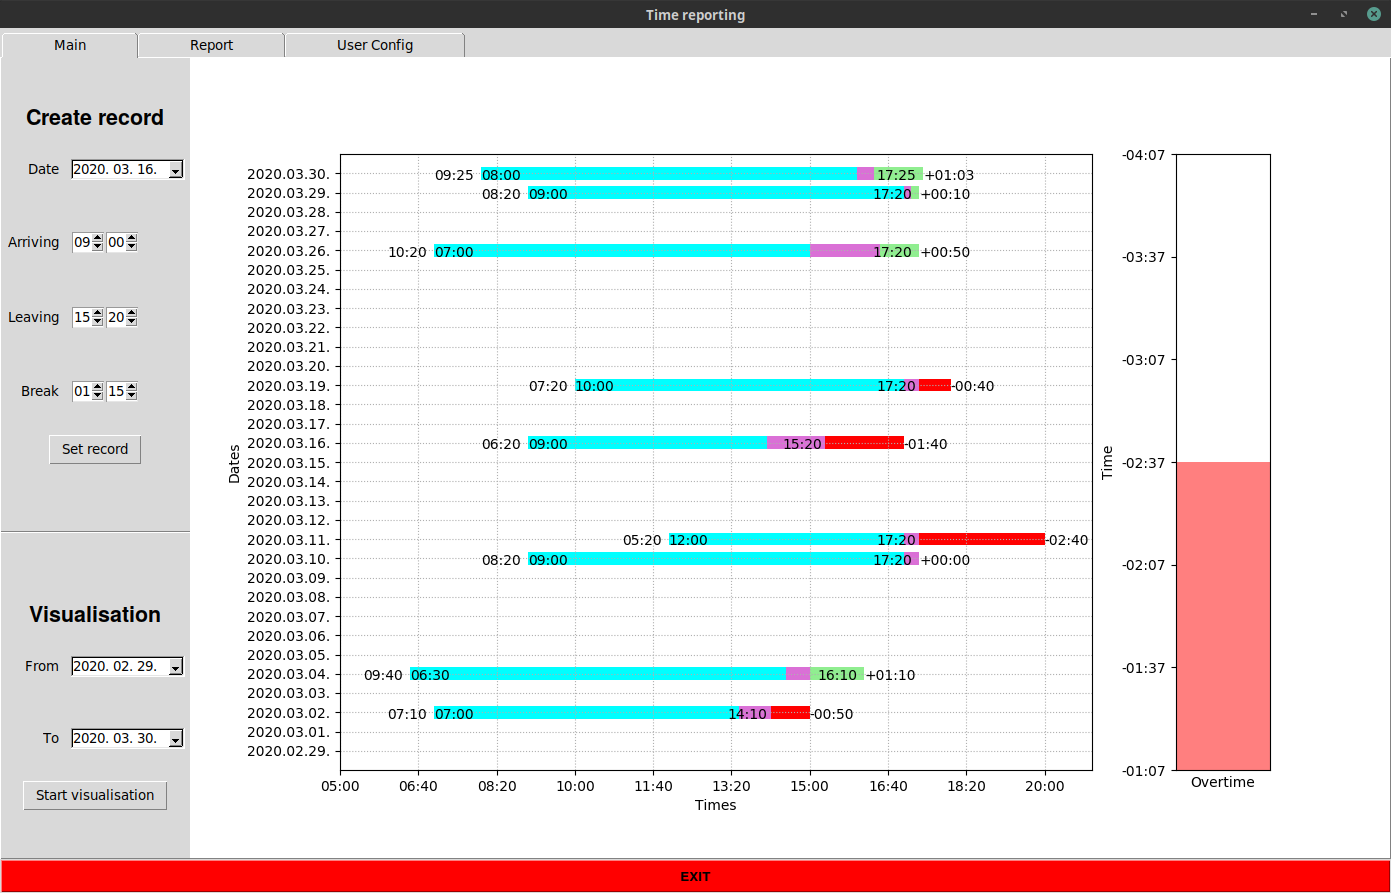 Time reporting
Main Report User Config
Create record
Date 2020. 03. 16.
Arriving 09 00
Leaving 15 20
Break 01 15
Set record
Visualisation
From 2020. 02. 29.
To 2020. 03. 30.
Start visualisation
Dates
2020.03.30. 09:25 08:00 17:25 +01:03
2020.03.29. 08:20 09:00 17:20 +00:10
2020.03.28.
2020.03.27.
2020.03.26. 10:20 07:00 17:20 +00:50
2020.03.25.
2020.03.24.
2020.03.23.
2020.03.22.
2020.03.21.
2020.03.20.
2020.03.19. 07:20 10:00 17:20 -00:40
2020.03.18.
2020.03.17.
2020.03.16. 06:20 09:00 15:20 -01:40
2020.03.15.
2020.03.14.
2020.03.13.
2020.03.12.
2020.03.11. 05:20 12:00 17:20 -02:40
2020.03.10. 08:20 09:00 17:20 +00:00
2020.03.09.
2020.03.08.
2020.03.07.
2020.03.06.
2020.03.05.
2020.03.04. 09:40 06:30 16:10 +01:10
2020.03.03.
2020.03.02. 07:10 07:00 14:10 -00:50
2020.03.01.
2020.02.29.
05:00 06:40 08:20 10:00 11:40 13:20 15:00 16:40 18:20 20:00
Times
Time
-04:07
-03:37
-03:07
-02:37
-02:07
-01:37
-01:07
Overtime
EXIT